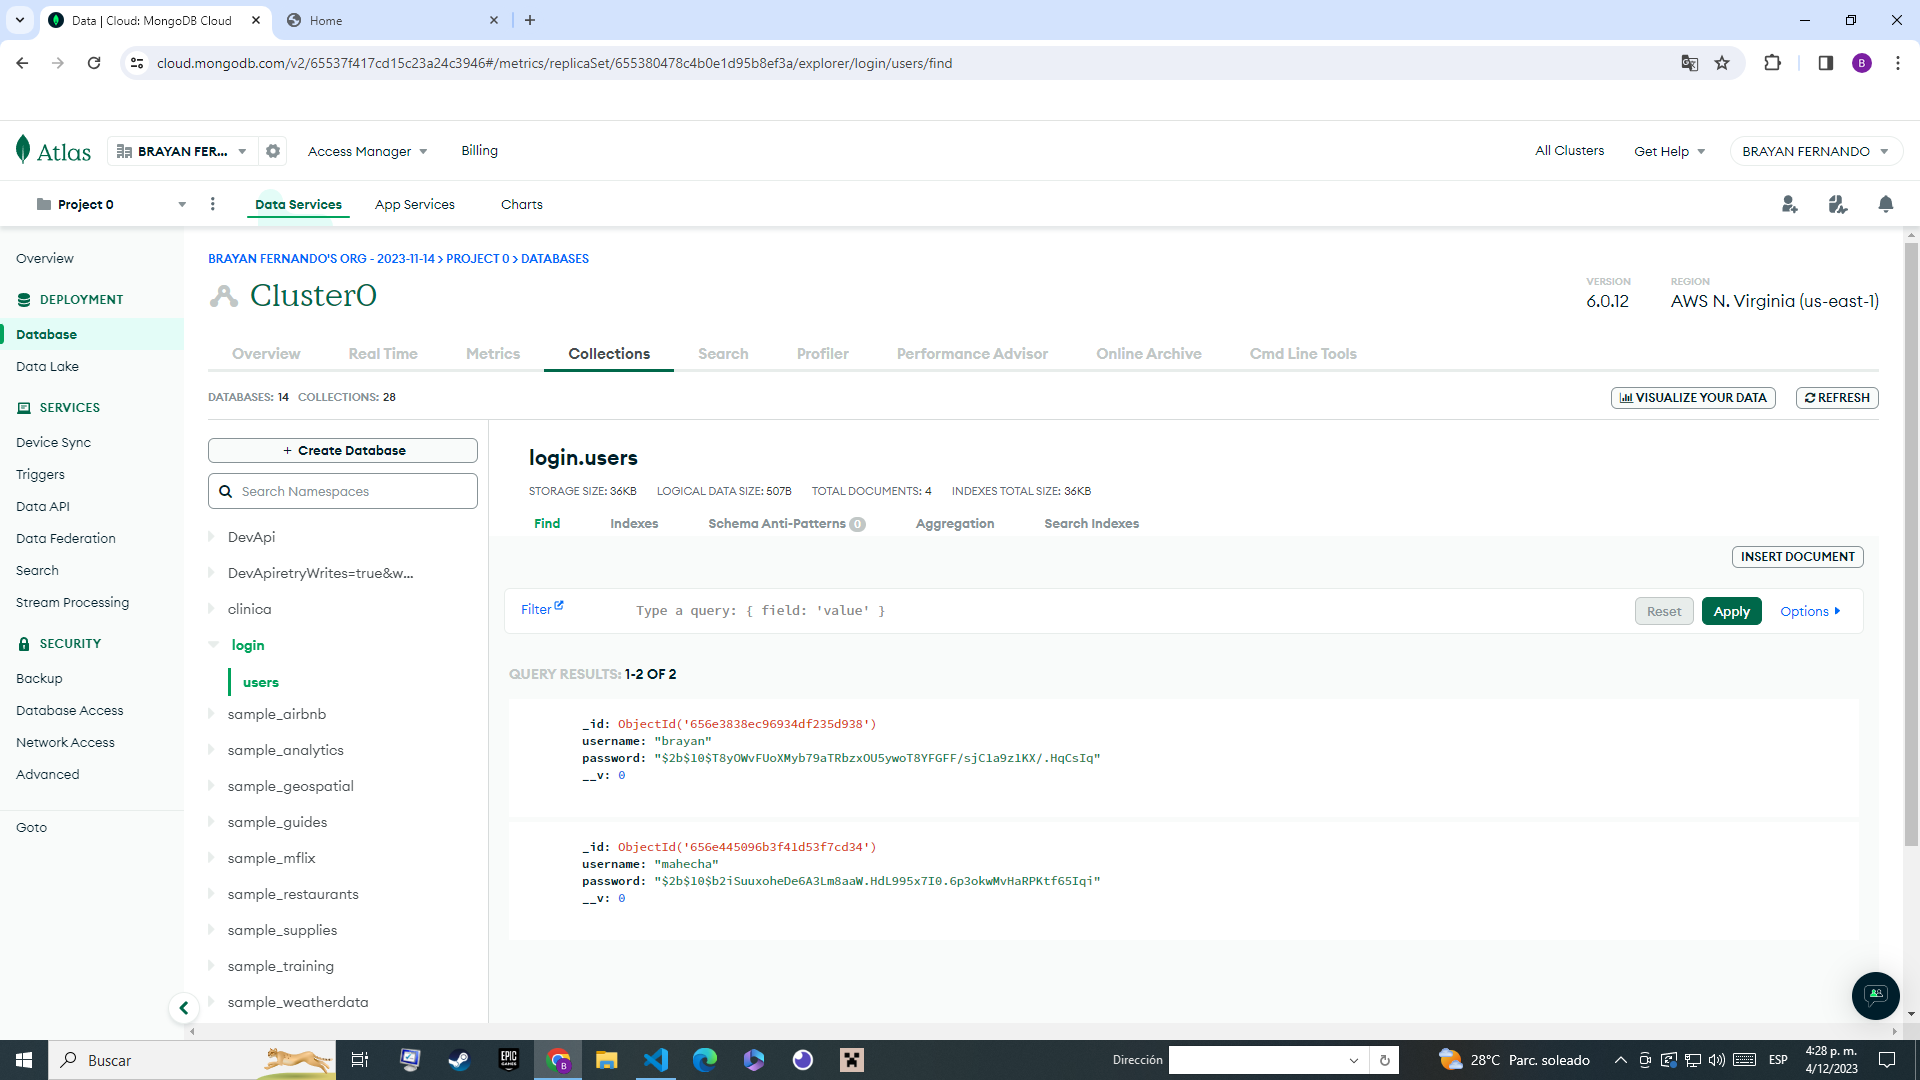 Data | Cloud: MongoDB Cloud
Home
cloud.mongodb.com/v2/65537f417cd15c23a24c3946#/metrics/replicaSet/655380478c4b0e1d95b8ef3a/explorer/login/users/find
B
Atlas
BRAYAN FER...
Access Manager
Billing
All Clusters
Get Help
BRAYAN FERNANDO
Project 0
Data Services
App Services
Charts
Overview
DEPLOYMENT
Database
Data Lake
SERVICES
Device Sync
Triggers
Data API
Data Federation
Search
Stream Processing
SECURITY
Backup
Database Access
Network Access
Advanced
Goto
BRAYAN FERNANDO'S ORG - 2023-11-14 > PROJECT 0 > DATABASES
Cluster0
VERSION
6.0.12
REGION
AWS N. Virginia (us-east-1)
Overview
Real Time
Metrics
Collections
Search
Profiler
Performance Advisor
Online Archive
Cmd Line Tools
DATABASES: 14 COLLECTIONS: 28
VISUALIZE YOUR DATA
REFRESH
+ Create Database
Search Namespaces
DevApi
DevApiretryWrites=true&w...
clinica
login
users
sample_airbnb
sample_analytics
sample_geospatial
sample_guides
sample_mflix
sample_restaurants
sample_supplies
sample_training
sample_weatherdata
login.users
STORAGE SIZE: 36KB LOGICAL DATA SIZE: 507B TOTAL DOCUMENTS: 4 INDEXES TOTAL SIZE: 36KB
Find
Indexes
Schema Anti-Patterns 0
Aggregation
Search Indexes
INSERT DOCUMENT
Filter
Type a query: { field: 'value' }
Reset
Apply
Options
QUERY RESULTS: 1-2 OF 2
_id: ObjectId('656e3838ec96934df235d938')
username: "brayan"
password: "$2b$10$T8yOWvFUoXMyb79aTRbzxOU5ywoT8YFGFF/sjC1a9z1KX/.HqCsIq"
__v: 0
_id: ObjectId('656e445096b3f41d53f7cd34')
username: "mahecha"
password: "$2b$10$b2iSuuxoheDe6A3Lm8aaW.HdL995x7I0.6p3okwMvHaRPKtf65Iqi"
__v: 0
Buscar
EPIC
GAMES
B
Dirección
28°C Parc. soleado
ESP
4:28 p. m.
4/12/2023